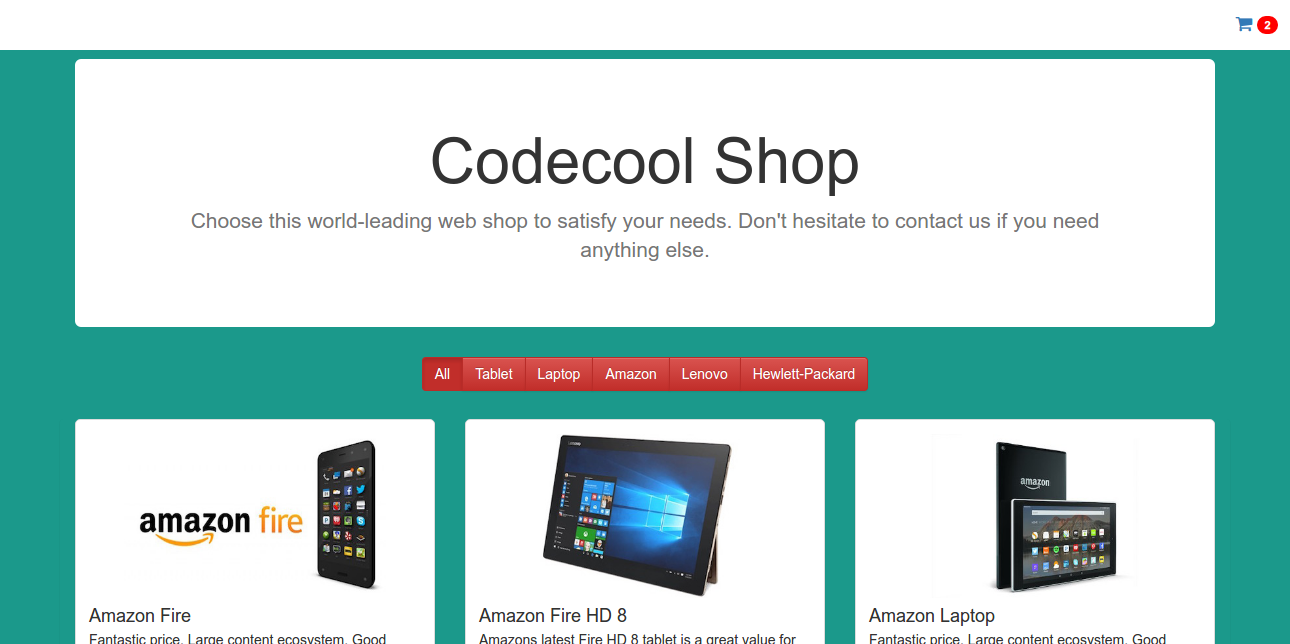 2
Codecool Shop
Choose this world-leading web shop to satisfy your needs. Don't hesitate to contact us if you need
anything else.
All Tablet Laptop Amazon Lenovo Hewlett-Packard
amazon fire
amazon
Amazon Fire
Amazon Fire HD 8
Amazon Laptop
Fantastic price. Large content ecosystem. Good
Amazons latest Fire HD 8 tablet is a great value for
Fantastic price. Large content ecosystem. Good